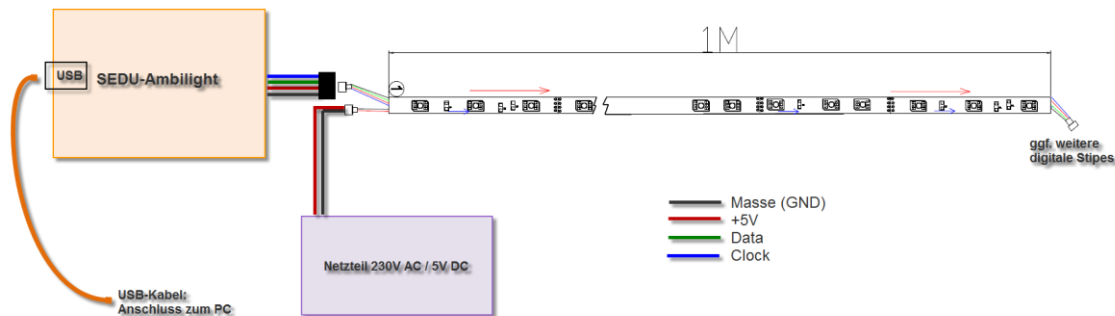 1M
USB
SEDU-Ambilight
1
ggf. weitere
digitale Stipes
Masse (GND)
+5V
Data
Clock
Netzteil 230V AC / 5V DC
USB-Kabel:
Anschluss zum PC